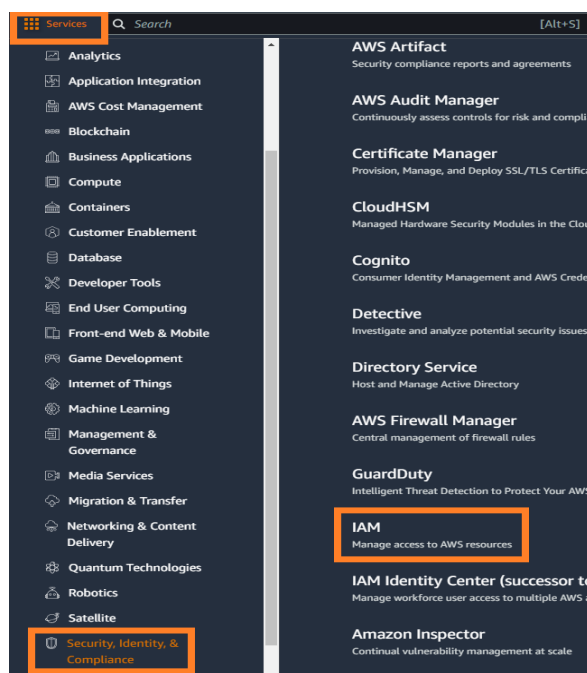 Services
Search
[Alt+S]
Analytics
Application Integration
AWS Cost Management
Blockchain
Business Applications
Compute
Containers
Customer Enablement
Database
Developer Tools
End User Computing
Front-end Web & Mobile
Game Development
Internet of Things
Machine Learning
Management &
Governance
Media Services
Migration & Transfer
Networking & Content
Delivery
Quantum Technologies
Robotics
Satellite
Security, Identity, &
Compliance
AWS Artifact
Security compliance reports and agreements
AWS Audit Manager
Continuously assess controls for risk and compli
Certificate Manager
Provision, Manage, and Deploy SSL/TLS Certifica
CloudHSM
Managed Hardware Security Modules in the Clou
Cognito
Consumer Identity Management and AWS Crede
Detective
Investigate and analyze potential security issues
Directory Service
Host and Manage Active Directory
AWS Firewall Manager
Central management of firewall rules
GuardDuty
Intelligent Threat Detection to Protect Your AWS
IAM
Manage access to AWS resources
IAM Identity Center (successor to
Manage workforce user access to multiple AWS a
Amazon Inspector
Continual vulnerability management at scale